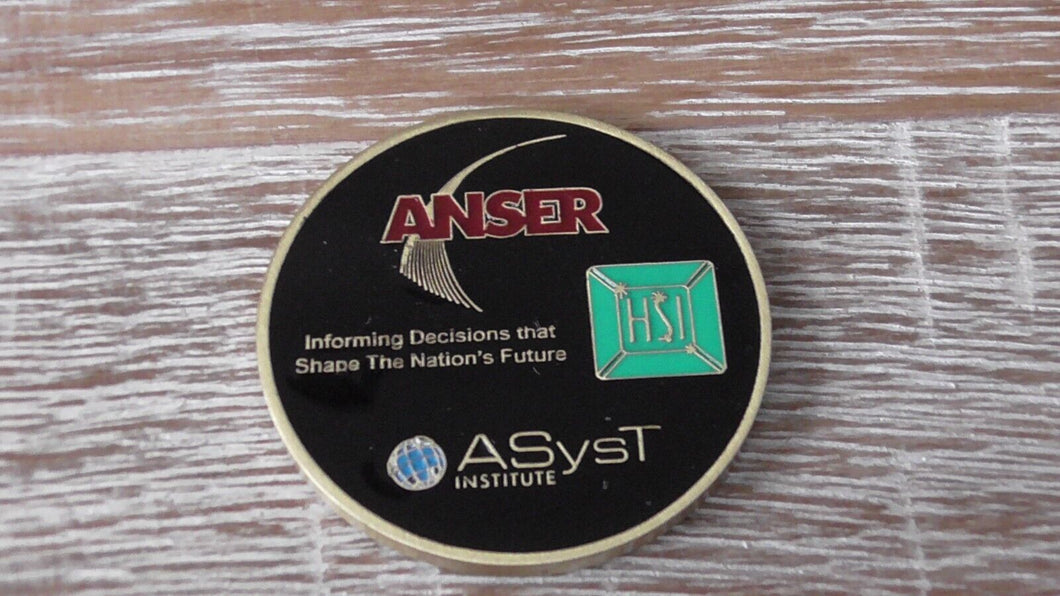 ANSER
Informing Decisions that
Shape The Nation's Future
HSI
ASysT
INSTITUTE